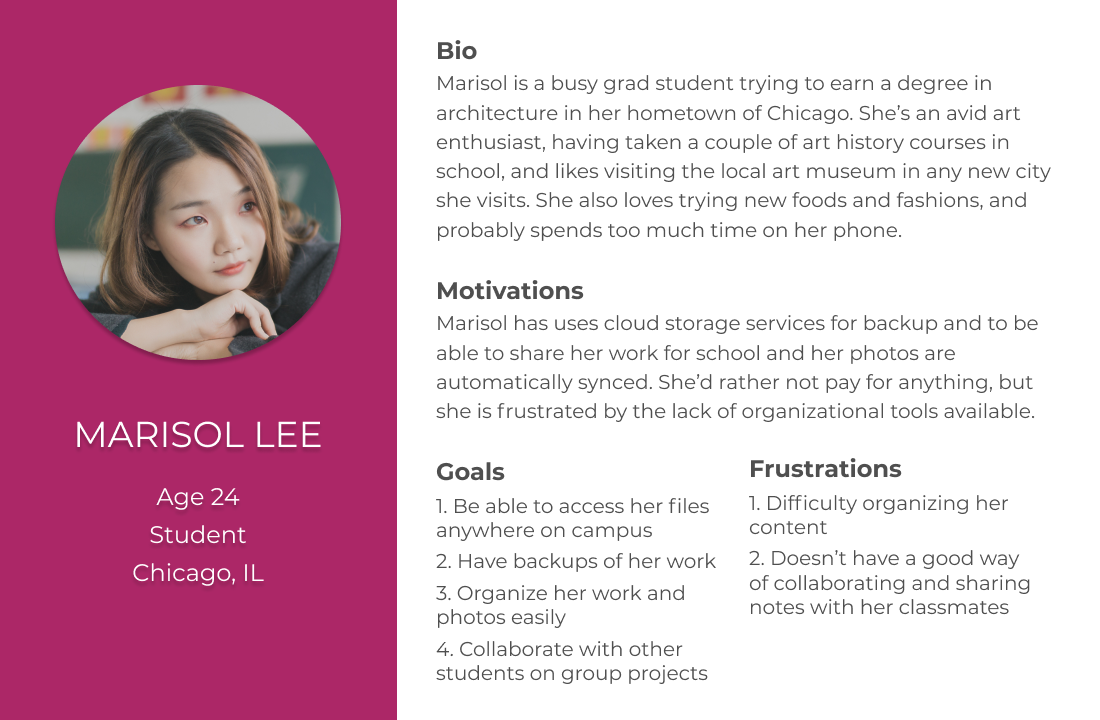 MARISOL LEE
Age 24
Student
Chicago, IL
Bio
Marisol is a busy grad student trying to earn a degree in
architecture in her hometown of Chicago. She’s an avid art
enthusiast, having taken a couple of art history courses in
school, and likes visiting the local art museum in any new city
she visits. She also loves trying new foods and fashions, and
probably spends too much time on her phone.
Motivations
Marisol has uses cloud storage services for backup and to be
able to share her work for school and her photos are
automatically synced. She’d rather not pay for anything, but
she is frustrated by the lack of organizational tools available.
Goals
1. Be able to access her files
anywhere on campus
2. Have backups of her work
3. Organize her work and
photos easily
4. Collaborate with other
students on group projects
Frustrations
1. Difficulty organizing her
content
2. Doesn’t have a good way
of collaborating and sharing
notes with her classmates